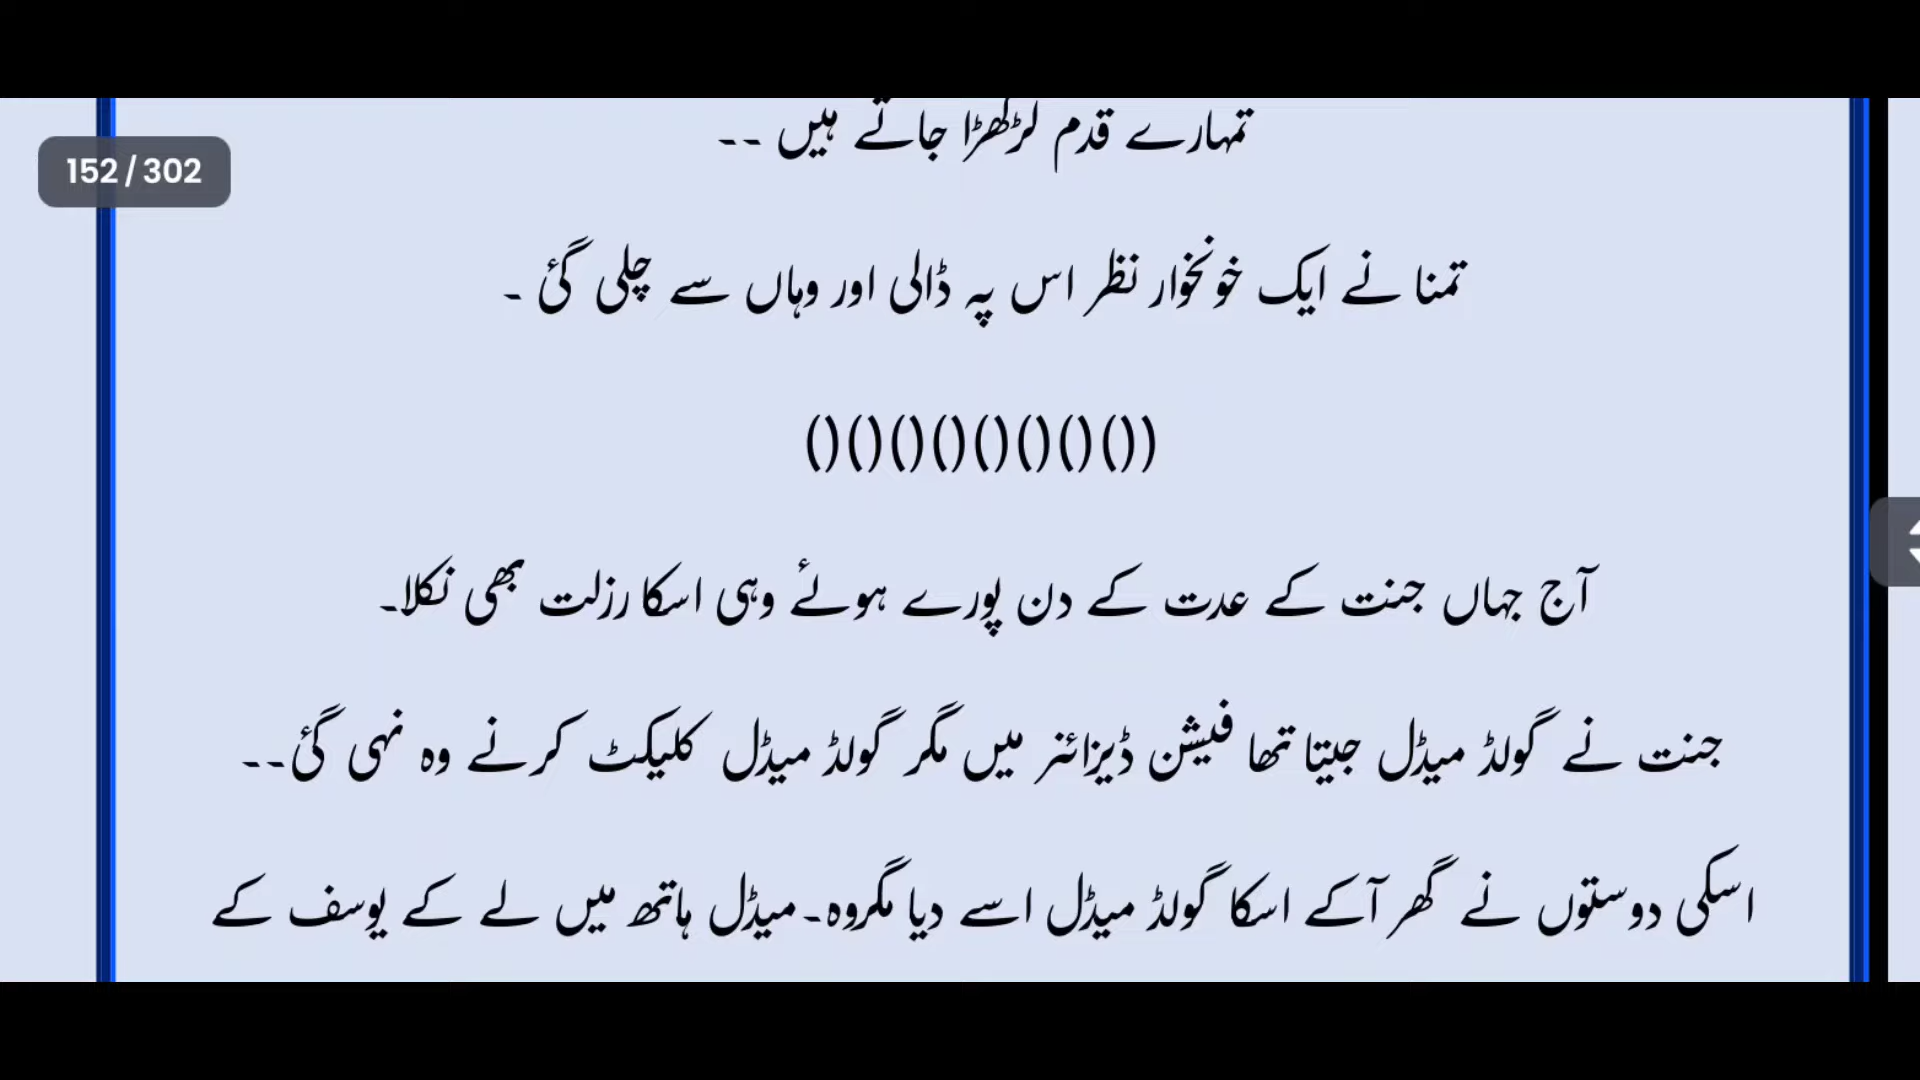 تمہارے قدم لڑکھڑا جاتے ہیں --
152 / 302
تمنا نے ایک خونخوار نظر اس پہ ڈالی اور وہاں سے چلی گئی ۔
()()()()()()()())
آج جہاں جنت کے عدت کے دن پورے ہوئے وہی اسکا رزلت بھی نکلا۔
جنت نے گولڈ میڈل جیتا تھا فیشن ڈیزائنر میں مگر گولڈ میڈل کلیکٹ کرنے وہ نہی گئی۔--
اسکی دوستوں نے گھر آکے اسکا گولڈ میڈل اسے دیا مگروہ۔میڈل ہاتھ میں لے کے یوسف کے